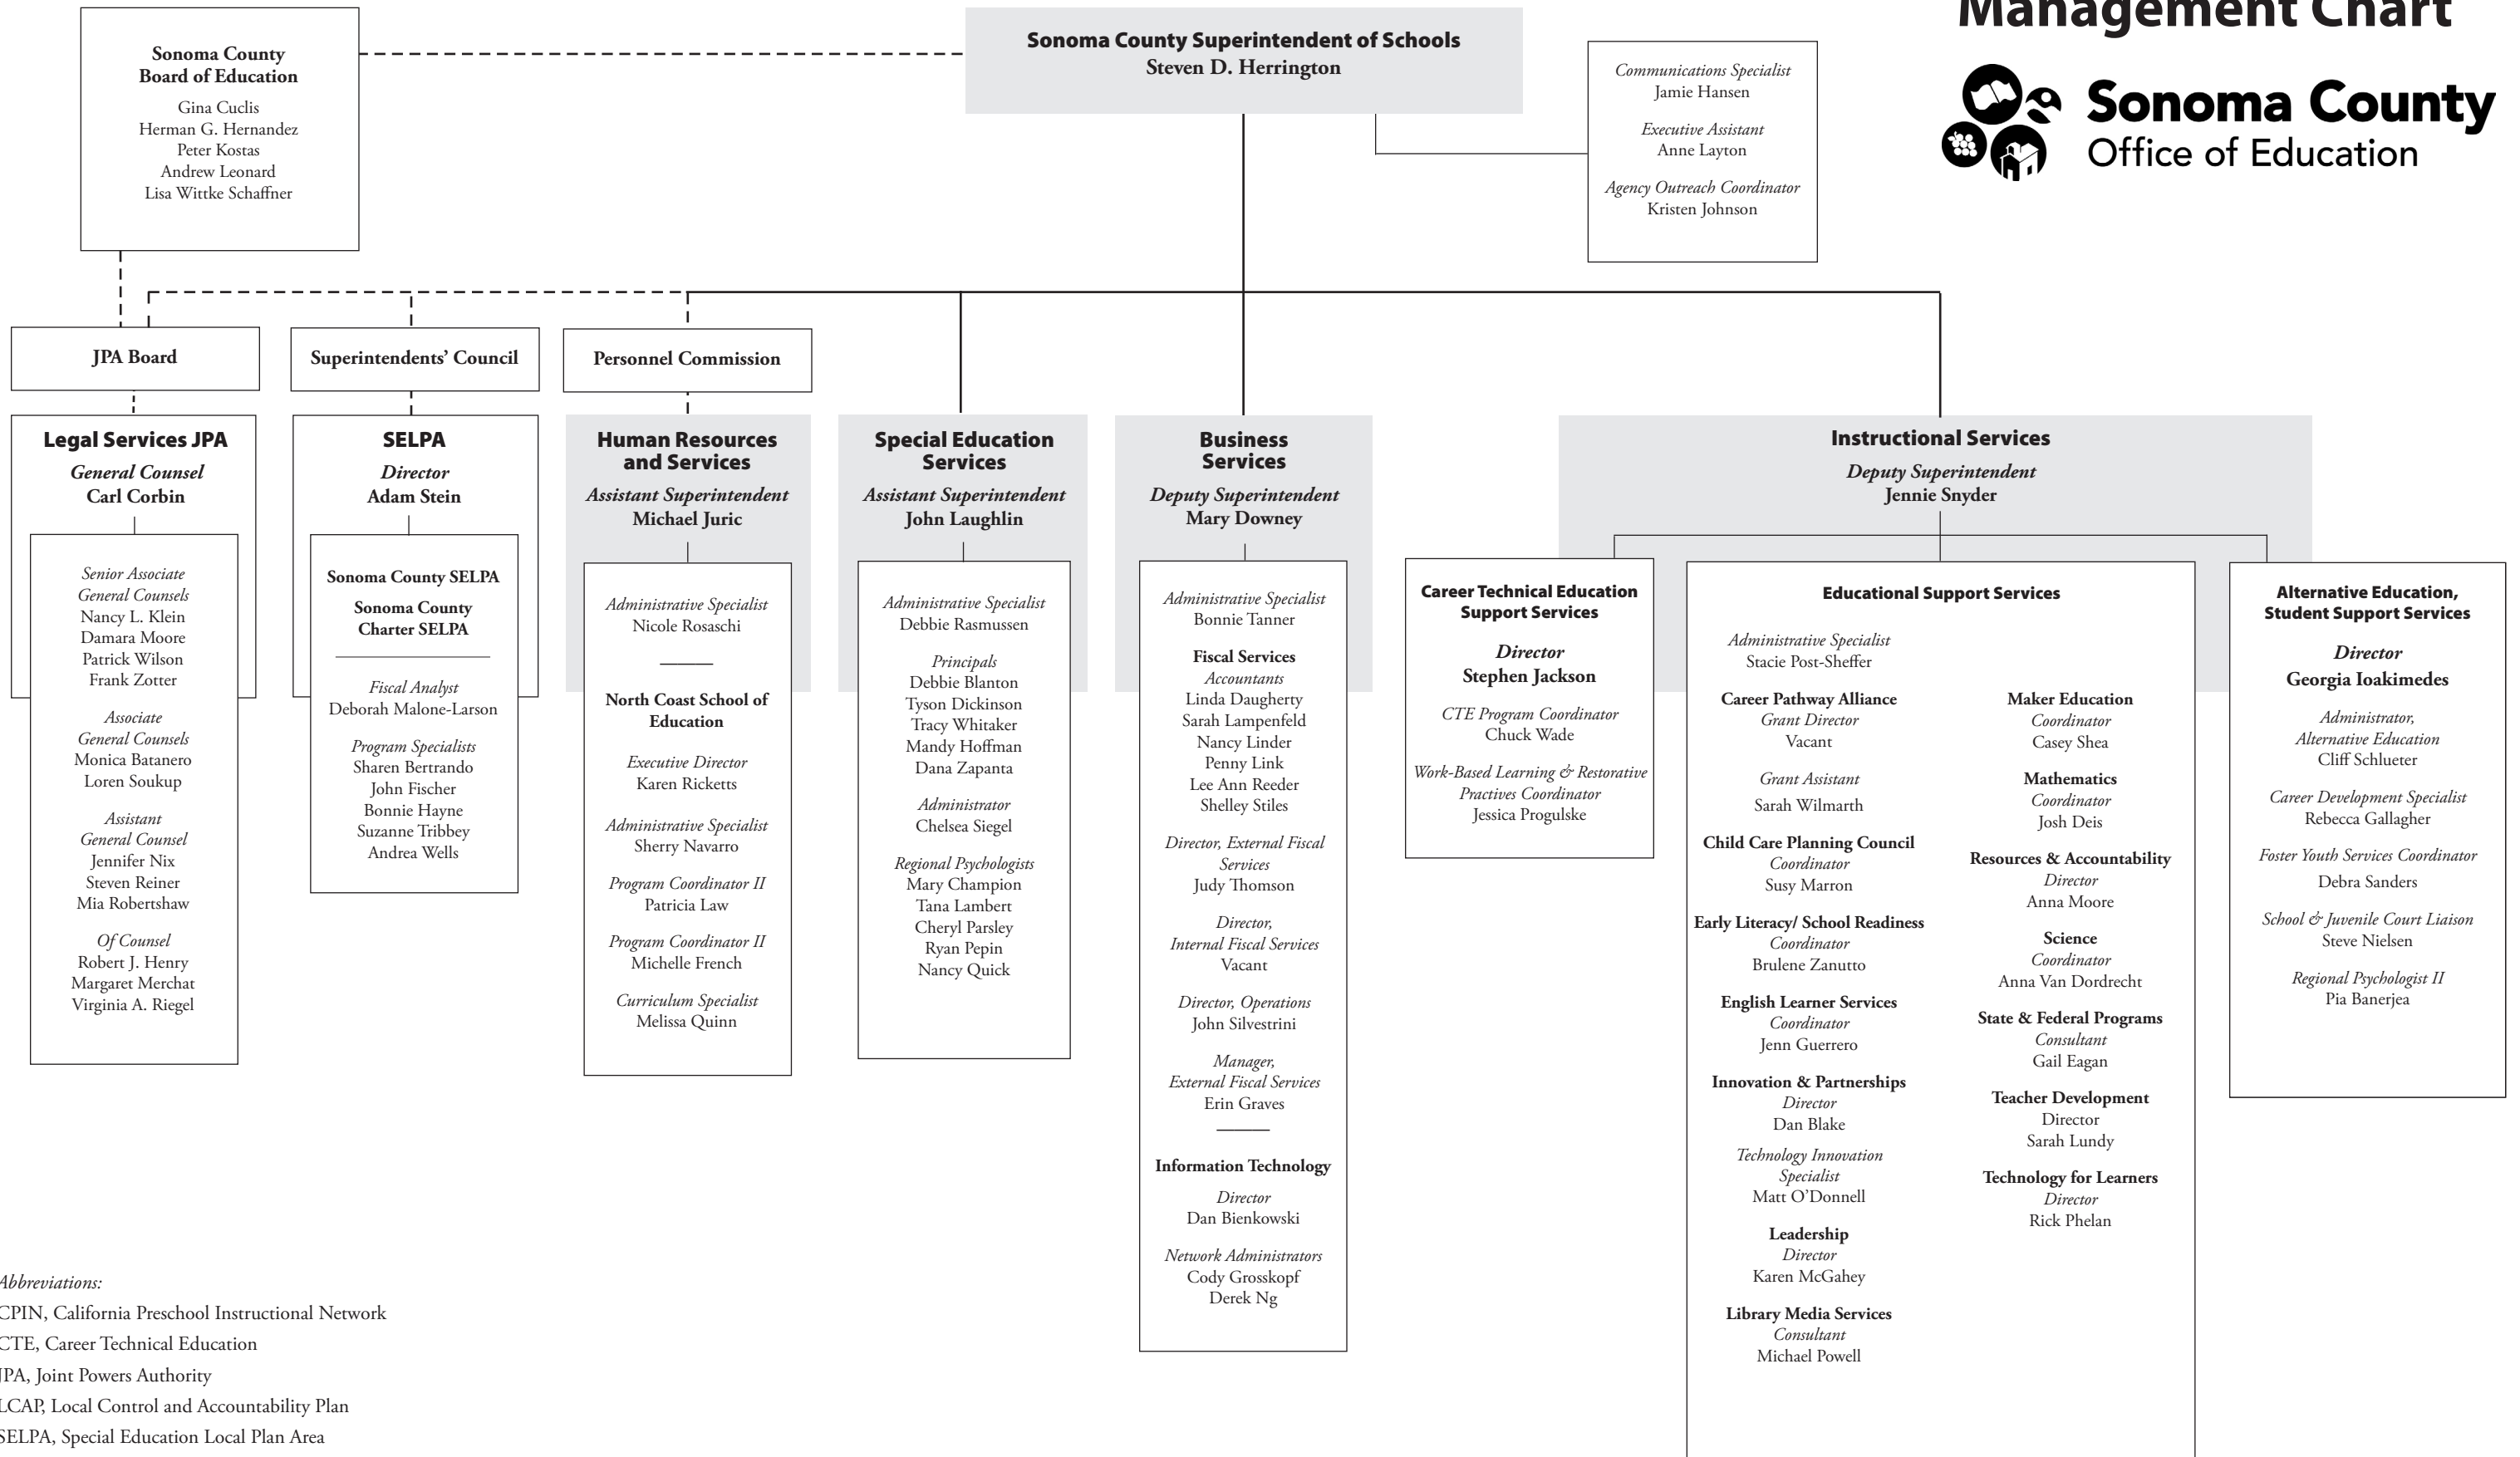 Management Chart
Sonoma County
Office of Education
Sonoma County
Board of Education
Gina Cuclis
Herman G. Hernandez
Peter Kostas
Andrew Leonard
Lisa Wittke Schaffner
Sonoma County Superintendent of Schools
Steven D. Herrington
Communications Specialist
Jamie Hansen
Executive Assistant
Anne Layton
Agency Outreach Coordinator
Kristen Johnson
JPA Board
Superintendents’ Council
Personnel Commission
Legal Services JPA
General Counsel
Carl Corbin
Senior Associate
General Counsels
Nancy L. Klein
Damara Moore
Patrick Wilson
Frank Zotter
Associate
General Counsels
Monica Batanero
Loren Soukup
Assistant
General Counsel
Jennifer Nix
Steven Reiner
Mia Robertshaw
Of Counsel
Robert J. Henry
Margaret Merchat
Virginia A. Riegel
SELPA
Director
Adam Stein
Sonoma County SELPA
Sonoma County
Charter SELPA
Fiscal Analyst
Deborah Malone-Larson
Program Specialists
Sharen Bertrando
John Fischer
Bonnie Hayne
Suzanne Tribbey
Andrea Wells
Human Resources
and Services
Assistant Superintendent
Michael Juric
Administrative Specialist
Nicole Rosaschi
North Coast School of
Education
Executive Director
Karen Ricketts
Administrative Specialist
Sherry Navarro
Program Coordinator II
Patricia Law
Program Coordinator II
Michelle French
Curriculum Specialist
Melissa Quinn
Special Education
Services
Assistant Superintendent
John Laughlin
Administrative Specialist
Debbie Rasmussen
Principals
Debbie Blanton
Tyson Dickinson
Tracy Whitaker
Mandy Hoffman
Dana Zapanta
Administrator
Chelsea Siegel
Regional Psychologists
Mary Champion
Tana Lambert
Cheryl Parsley
Ryan Pepin
Nancy Quick
Business
Services
Deputy Superintendent
Mary Downey
Administrative Specialist
Bonnie Tanner
Fiscal Services
Accountants
Linda Daugherty
Sarah Lampenfeld
Nancy Linder
Penny Link
Lee Ann Reeder
Shelley Stiles
Director, External Fiscal
Services
Judy Thomson
Director,
Internal Fiscal Services
Vacant
Director, Operations
John Silvestrini
Manager,
External Fiscal Services
Erin Graves
Information Technology
Director
Dan Bienkowski
Network Administrators
Cody Grosskopf
Derek Ng
Instructional Services
Deputy Superintendent
Jennie Snyder
Career Technical Education
Support Services
Director
Stephen Jackson
CTE Program Coordinator
Chuck Wade
Work-Based Learning & Restorative
Practives Coordinator
Jessica Progulske
Educational Support Services
Administrative Specialist
Stacie Post-Sheffer
Career Pathway Alliance
Grant Director
Vacant
Grant Assistant
Sarah Wilmarth
Child Care Planning Council
Coordinator
Susy Marron
Early Literacy/ School Readiness
Coordinator
Brulene Zanutto
English Learner Services
Coordinator
Jenn Guerrero
Innovation & Partnerships
Director
Dan Blake
Technology Innovation
Specialist
Matt O’Donnell
Leadership
Director
Karen McGahey
Library Media Services
Consultant
Michael Powell
Maker Education
Coordinator
Casey Shea
Mathematics
Coordinator
Josh Deis
Resources & Accountability
Director
Anna Moore
Science
Coordinator
Anna Van Dordrecht
State & Federal Programs
Consultant
Gail Eagan
Teacher Development
Director
Sarah Lundy
Technology for Learners
Director
Rick Phelan
Alternative Education,
Student Support Services
Director
Georgia Ioakimedes
Administrator,
Alternative Education
Cliff Schlueter
Career Development Specialist
Rebecca Gallagher
Foster Youth Services Coordinator
Debra Sanders
School & Juvenile Court Liaison
Steve Nielsen
Regional Psychologist II
Pia Banerjea
Abbreviations:
CPIN, California Preschool Instructional Network
CTE, Career Technical Education
JPA, Joint Powers Authority
LCAP, Local Control and Accountability Plan
SELPA, Special Education Local Plan Area